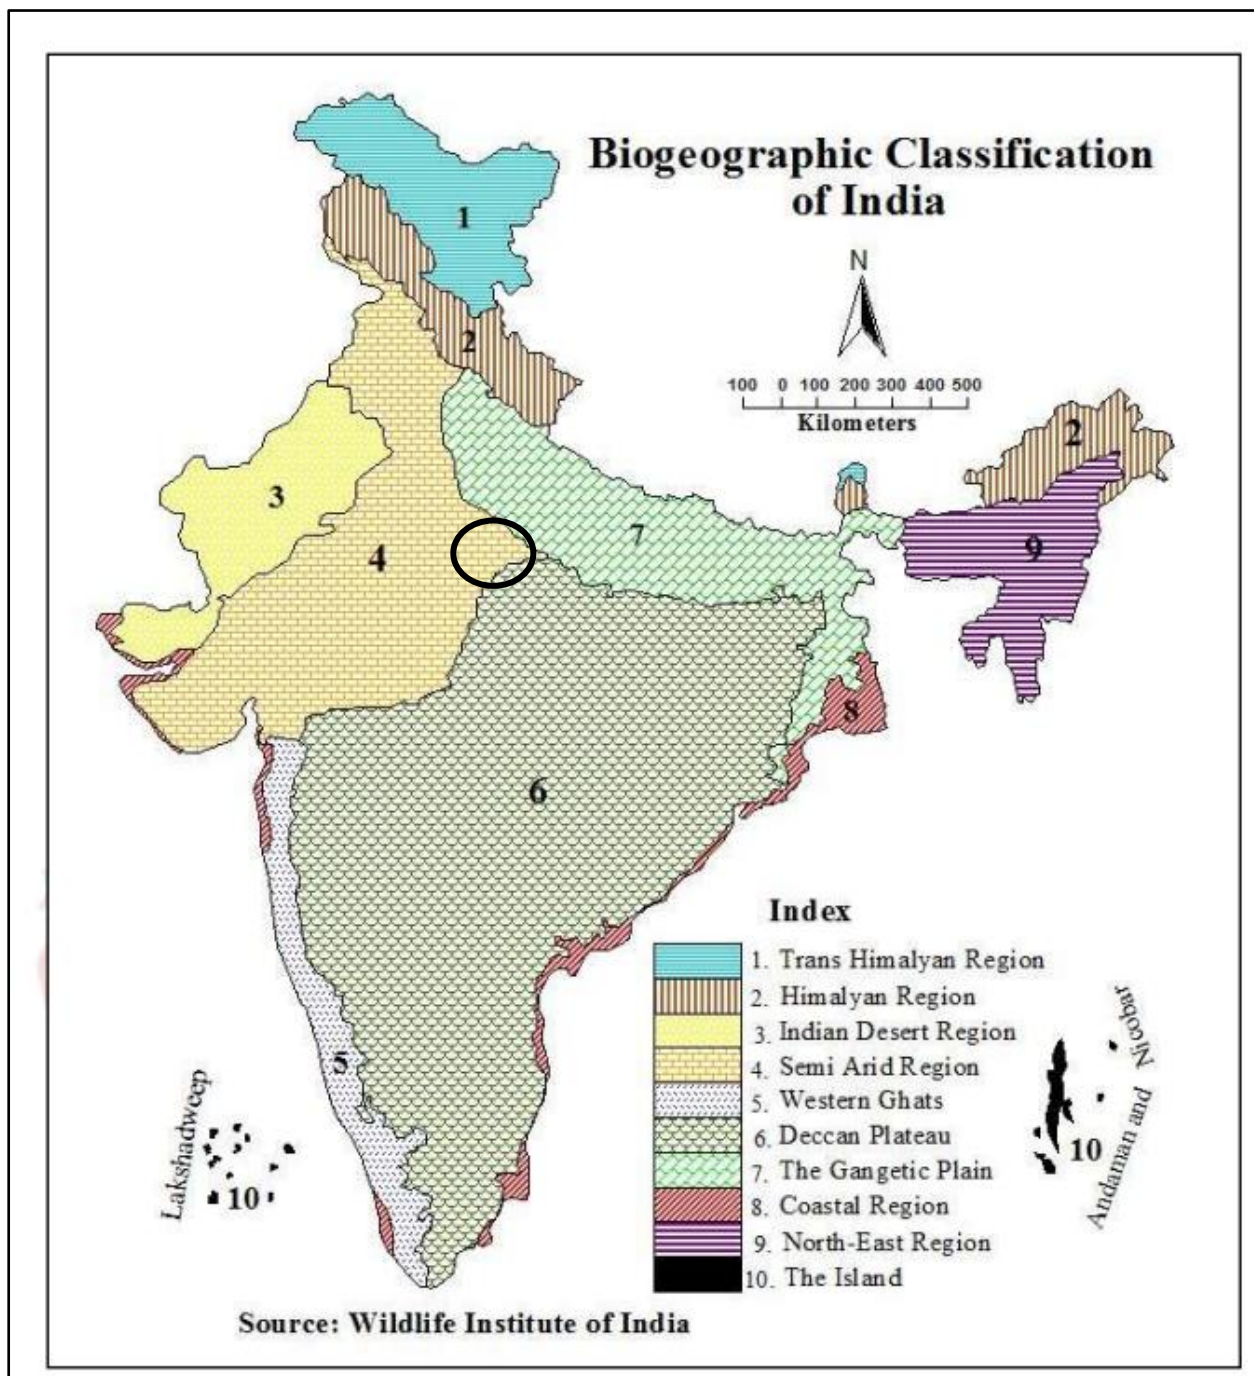 Biogeographic Classification
of India
N
100 0 100 200 300 400 500
Kilometers
1
2
2
3
4
7
9
8
6
5
Lakshadweep
10
Index
1. Trans Himalyan Region
2. Himalyan Region
3. Indian Desert Region
4. Semi Arid Region
5. Western Ghats
6. Deccan Plateau
7. The Gangetic Plain
8. Coastal Region
9. North-East Region
10. The Island
Andaman and Nicobar
10
Source: Wildlife Institute of India